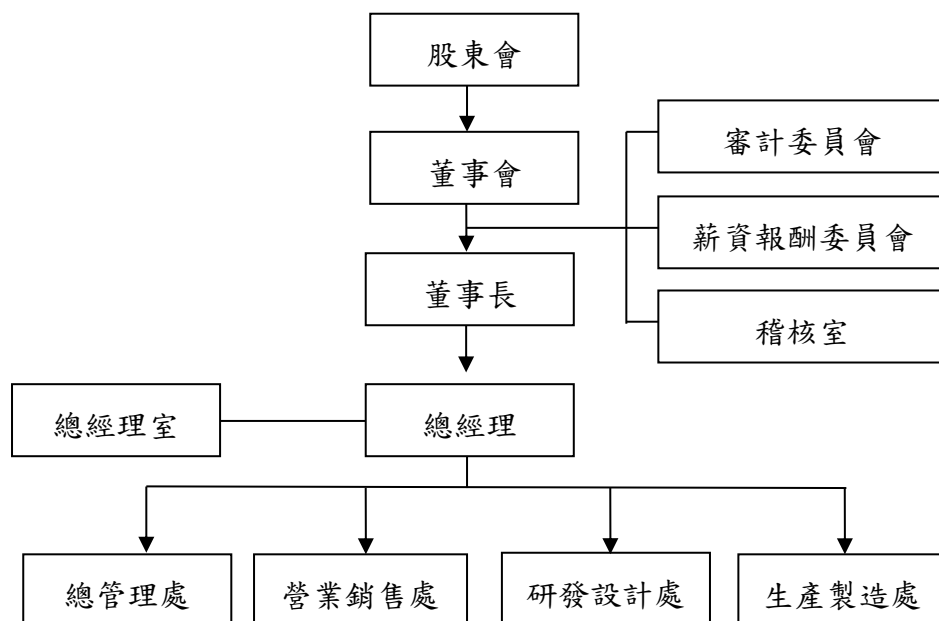 股東會
董事會
審計委員會
薪資報酬委員會
董事長
稽核室
總經理室
總經理
總管理處
營業銷售處
研發設計處
生產製造處